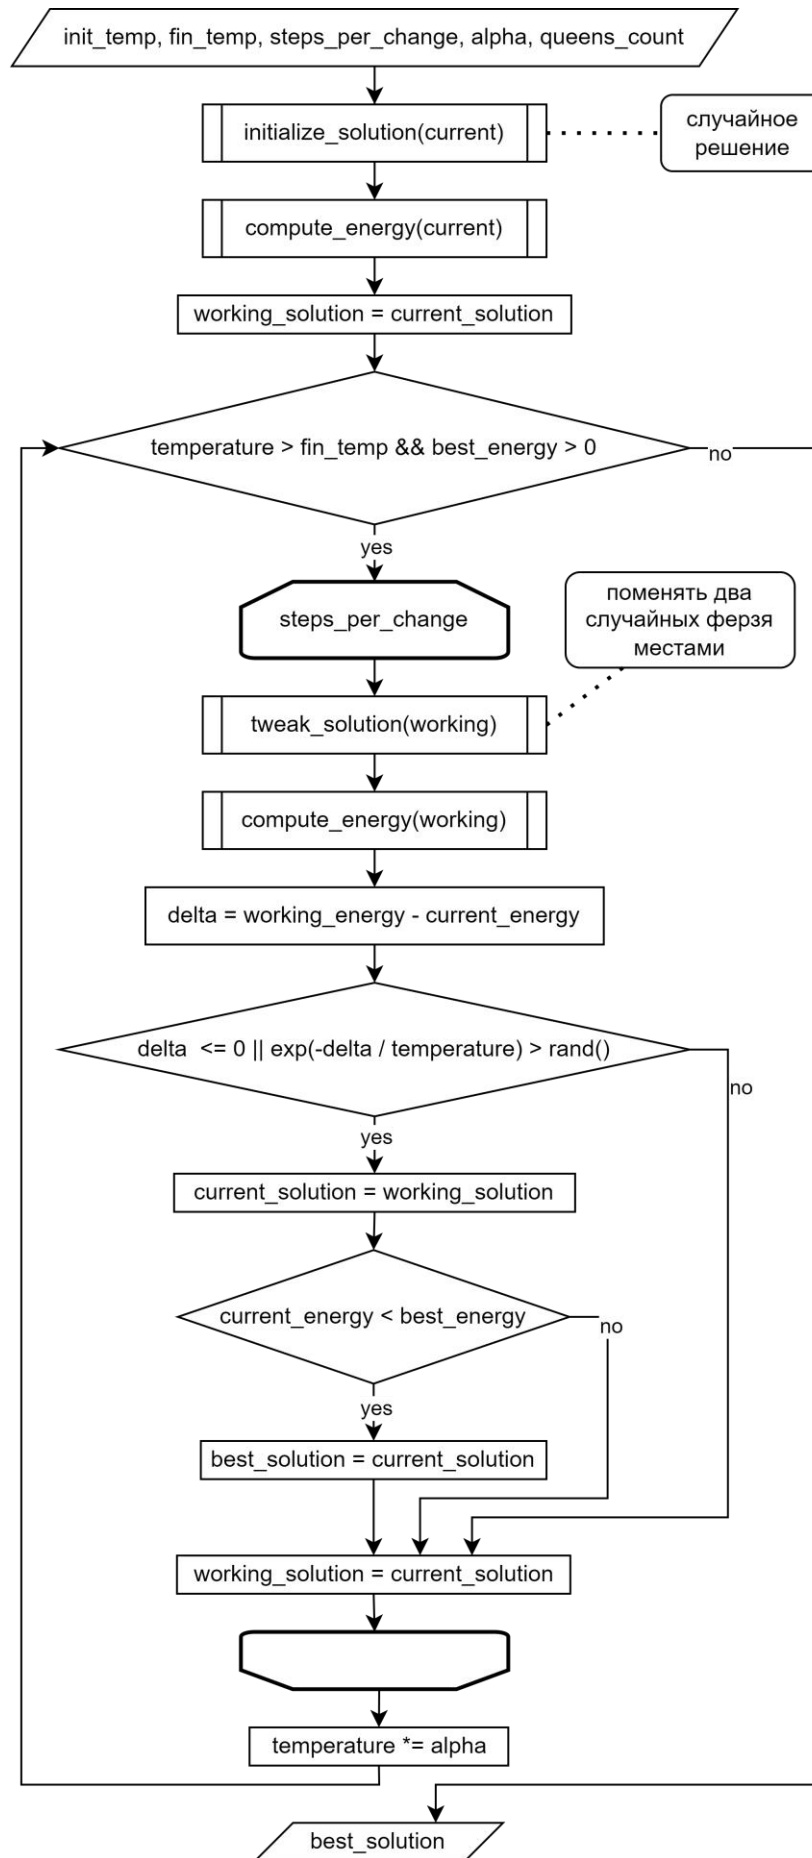 init_temp, fin_temp, steps_per_change, alpha, queens_count
initialize_solution(current)
случайное
решение
compute_energy(current)
working_solution = current_solution
temperature > fin_temp && best_energy > 0
no
yes
steps_per_change
поменять два
случайных ферзя
местами
tweak_solution(working)
compute_energy(working)
delta = working_energy - current_energy
delta  <= 0 || exp(-delta / temperature) > rand()
no
yes
current_solution = working_solution
current_energy < best_energy
no
yes
best_solution = current_solution
working_solution = current_solution
temperature *= alpha
best_solution